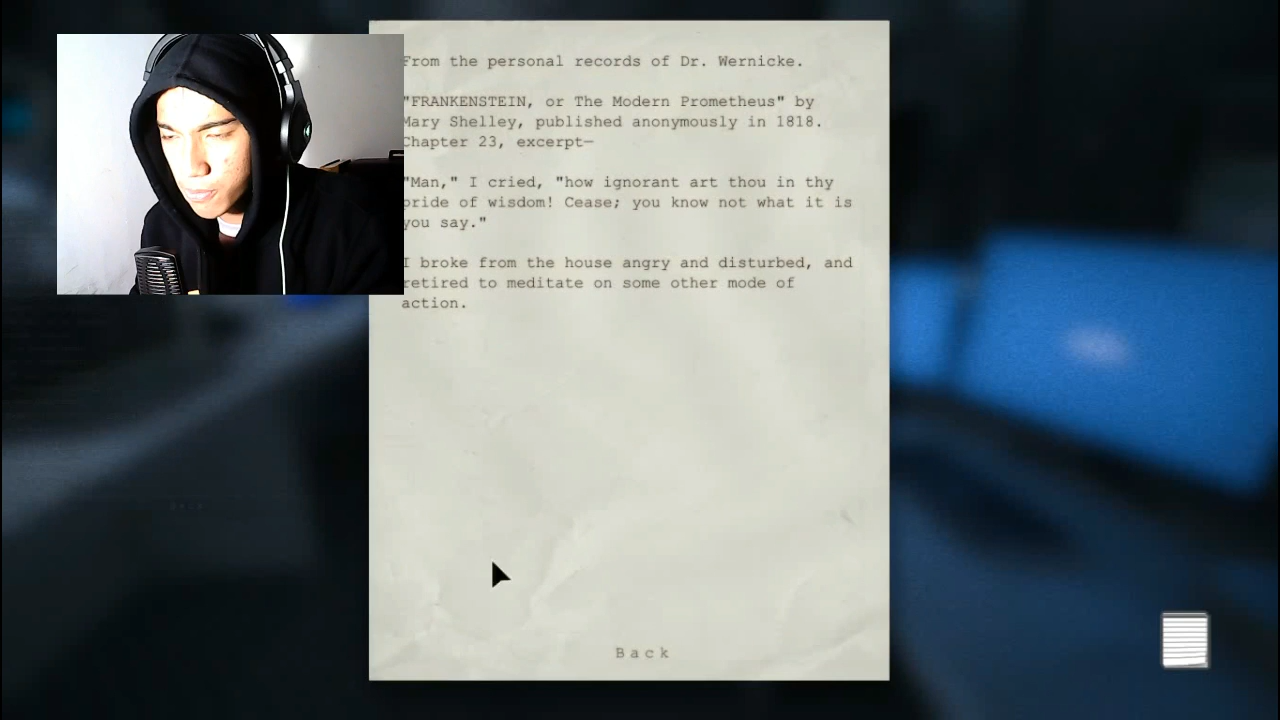 From the personal records of Dr. Wernicke.
"FRANKENSTEIN, or The Modern Prometheus" by
Mary Shelley, published anonymously in 1818.
Chapter 23, excerpt—
"Man," I cried, "how ignorant art thou in thy
pride of wisdom! Cease; you know not what it is
you say."
I broke from the house angry and disturbed, and
retired to meditate on some other mode of
action.
Back